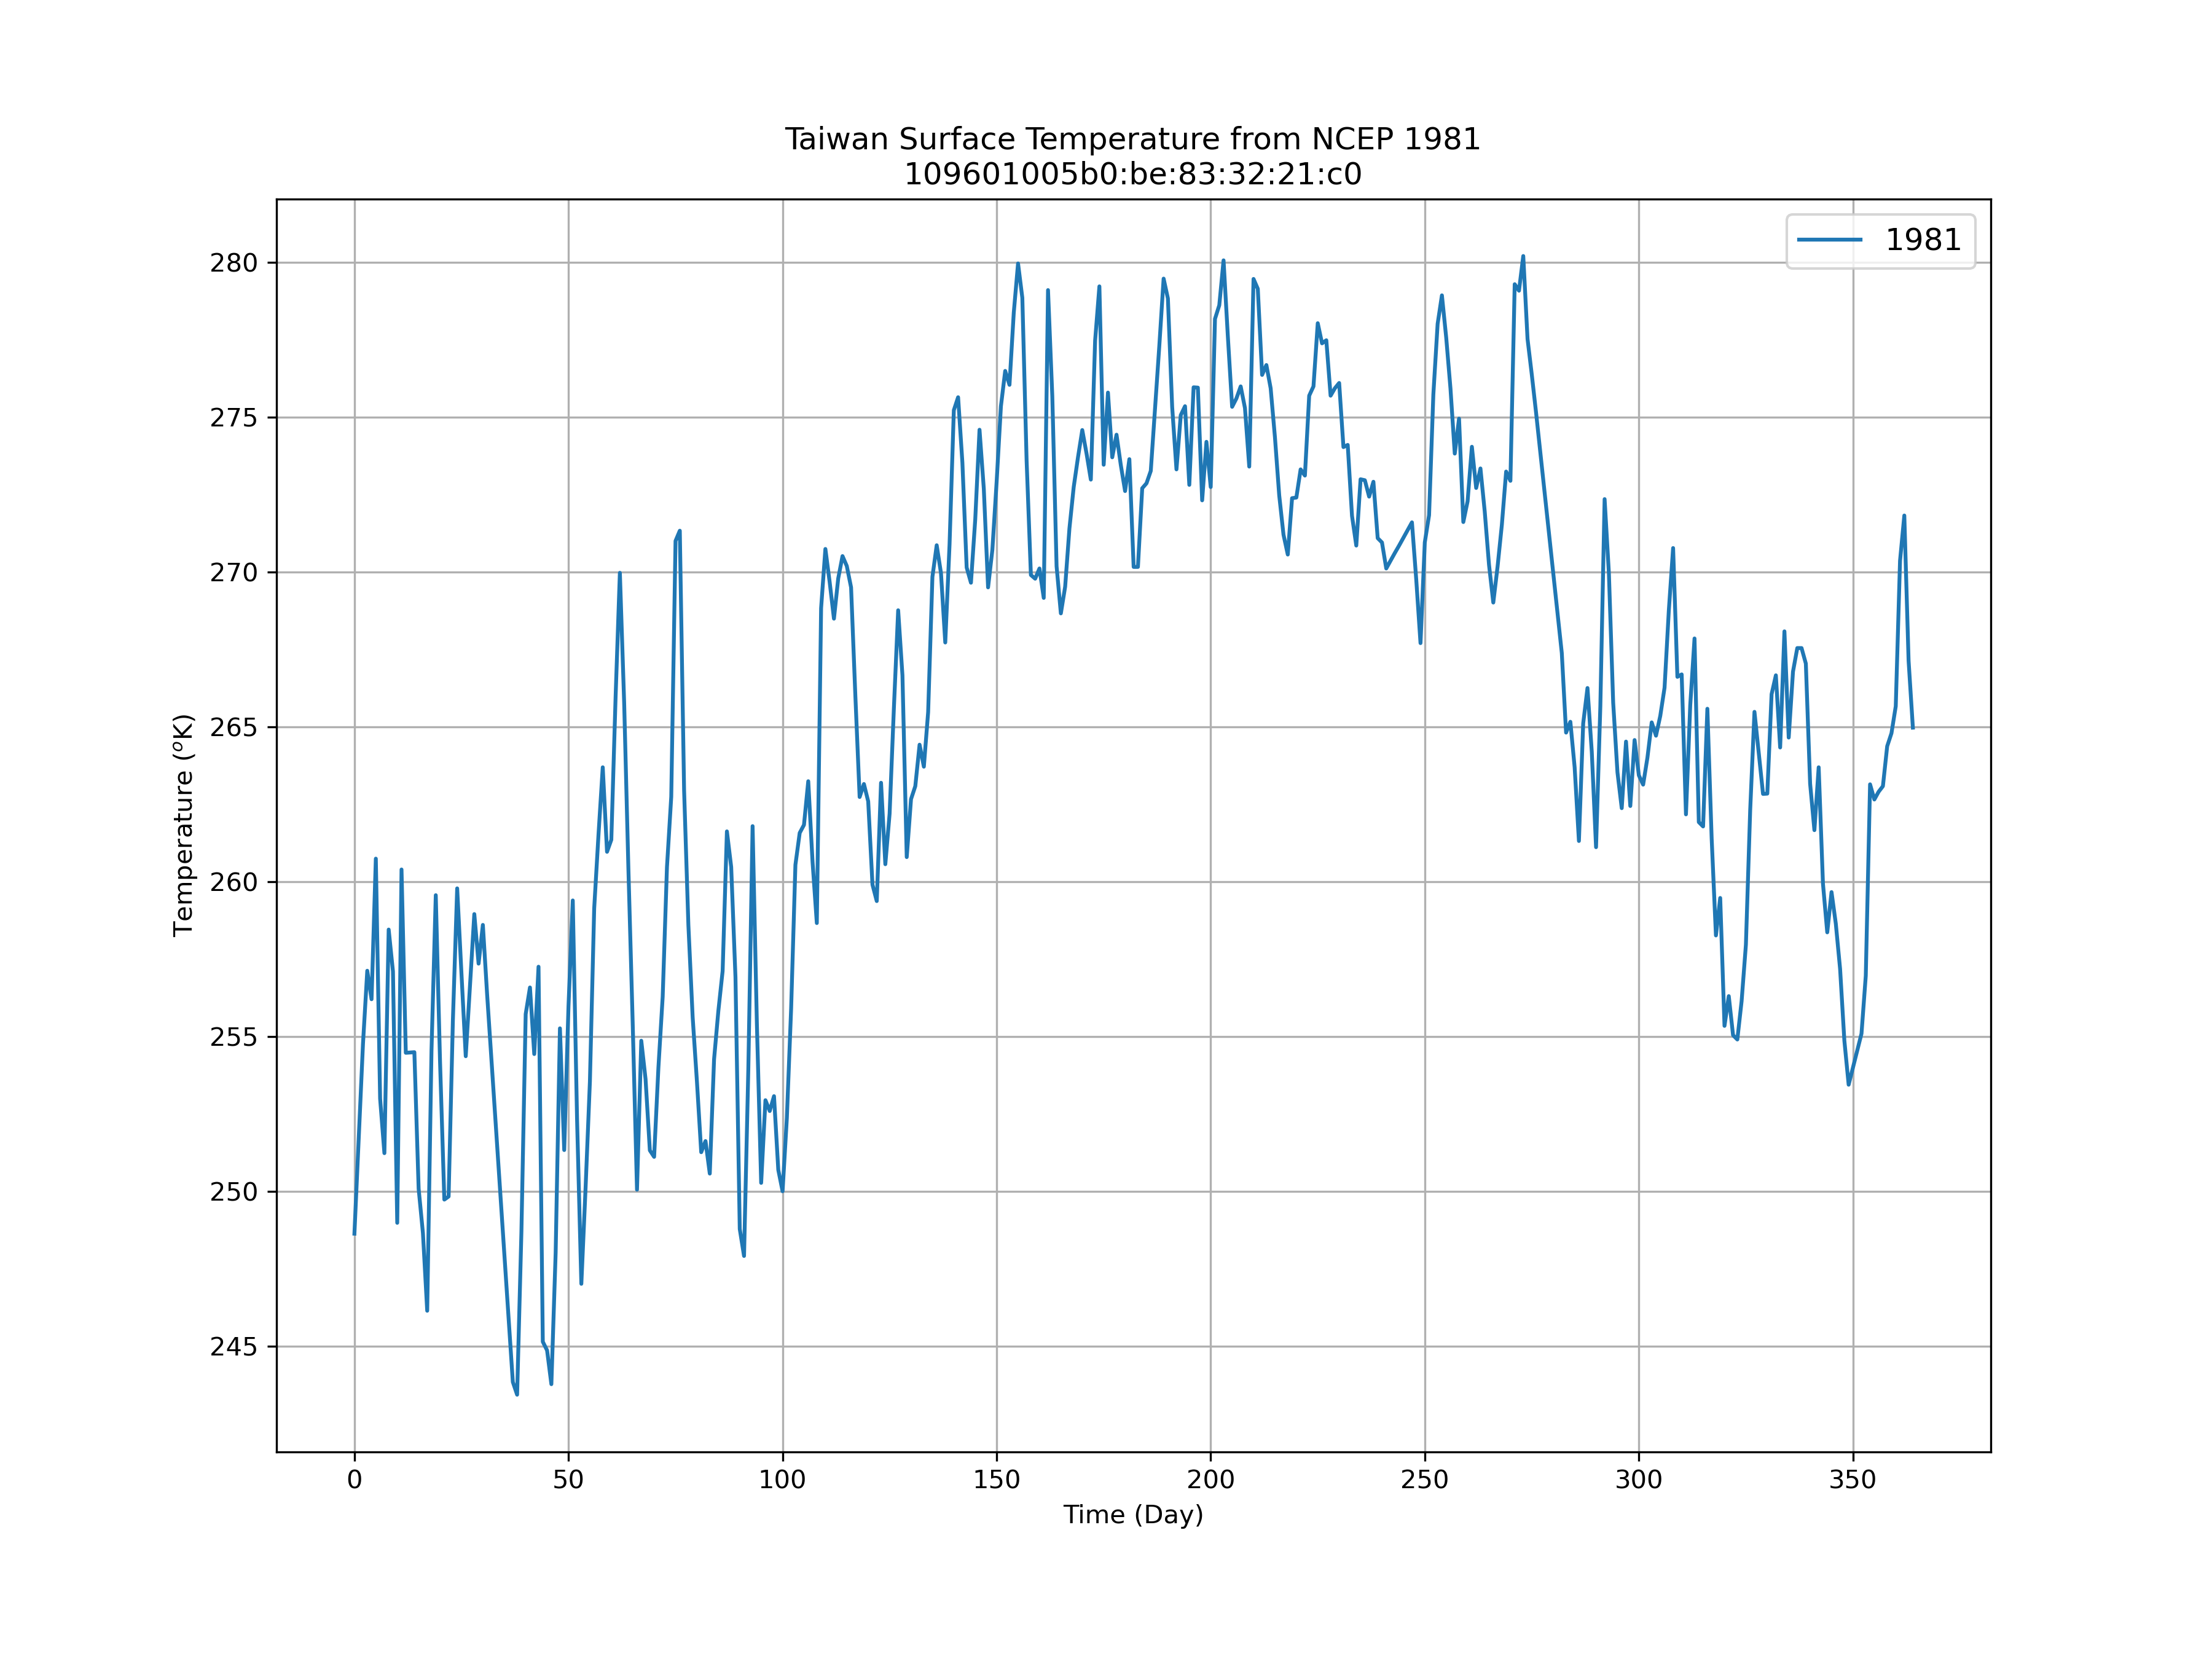 Taiwan Surface Temperature from NCEP 1981
109601005b0:be:83:32:21:c0
1981
280
275
270
265
260
255
250
245
Temperature (°K)
0 50 100 150 200 250 300 350
Time (Day)